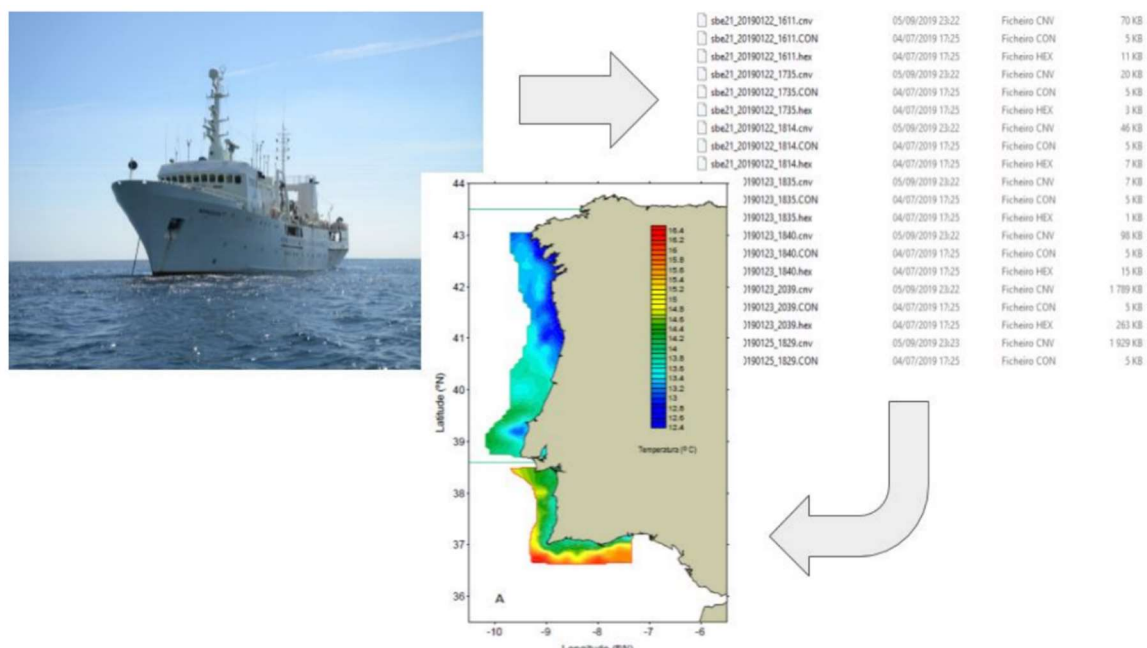 sbe21_20190122_1611.cnv 05/09/2019 23:22 Ficheiro CNV 70 KB
sbe21_20190122_1611.CON 04/07/2019 17:25 Ficheiro CON 5 KB
sbe21_20190122_1611.hex 04/07/2019 17:25 Ficheiro HEX 11 KB
sbe21_20190122_1735.cnv 05/09/2019 23:22 Ficheiro CNV 20 KB
sbe21_20190122_1735.CON 04/07/2019 17:25 Ficheiro CON 5 KB
sbe21_20190122_1735.hex 04/07/2019 17:25 Ficheiro HEX 3 KB
sbe21_20190122_1814.cnv 05/09/2019 23:22 Ficheiro CNV 46 KB
sbe21_20190122_1814.CON 04/07/2019 17:25 Ficheiro CON 5 KB
sbe21_20190122_1814.hex 04/07/2019 17:25 Ficheiro HEX 7 KB
0190123_1835.cnv 05/09/2019 23:22 Ficheiro CNV 7 KB
0190123_1835.CON 04/07/2019 17:25 Ficheiro CON 5 KB
0190123_1835.hex 04/07/2019 17:25 Ficheiro HEX 1 KB
0190123_1840.cnv 05/09/2019 23:22 Ficheiro CNV 98 KB
0190123_1840.CON 04/07/2019 17:25 Ficheiro CON 5 KB
0190123_1840.hex 04/07/2019 17:25 Ficheiro HEX 15 KB
0190123_2039.cnv 05/09/2019 23:22 Ficheiro CNV 1 789 KB
0190123_2039.CON 04/07/2019 17:25 Ficheiro CON 5 KB
0190123_2039.hex 04/07/2019 17:25 Ficheiro HEX 263 KB
0190125_1829.cnv 05/09/2019 23:23 Ficheiro CNV 1 929 KB
0190125_1829.CON 04/07/2019 17:25 Ficheiro CON 5 KB
44
43
42
41
40
39
38
37
36
Latitude (ºN)
16.4
16.2
16
15.8
15.6
15.4
15.2
15
14.8
14.6
14.4
14.2
14
13.8
13.6
13.4
13.2
13
12.8
12.6
12.4
Temperatura (º C)
A
-10 -9 -8 -7 -6